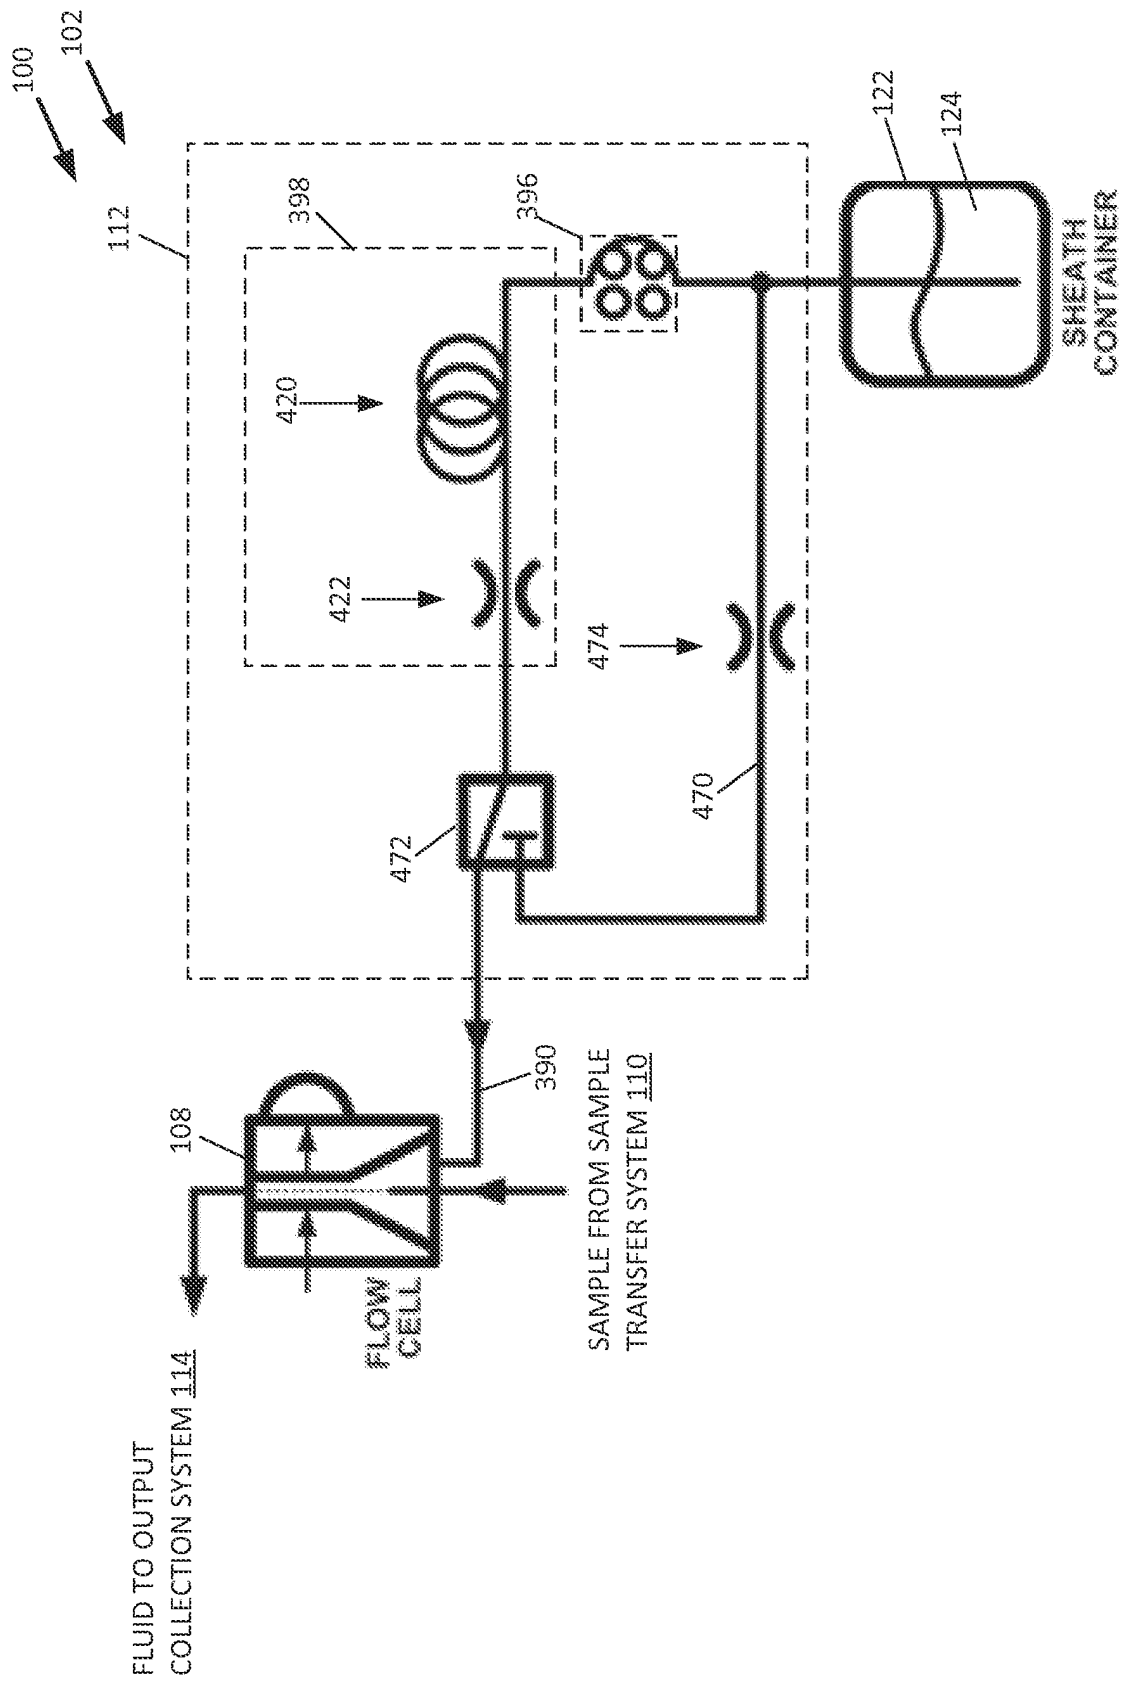 100
102
112
398
396
420
422
474
472
470
122
124
SHEATH
CONTAINER
390
108
FLOW
CELL
SAMPLE FROM SAMPLE
TRANSFER SYSTEM 110
FLUID TO OUTPUT
COLLECTION SYSTEM 114